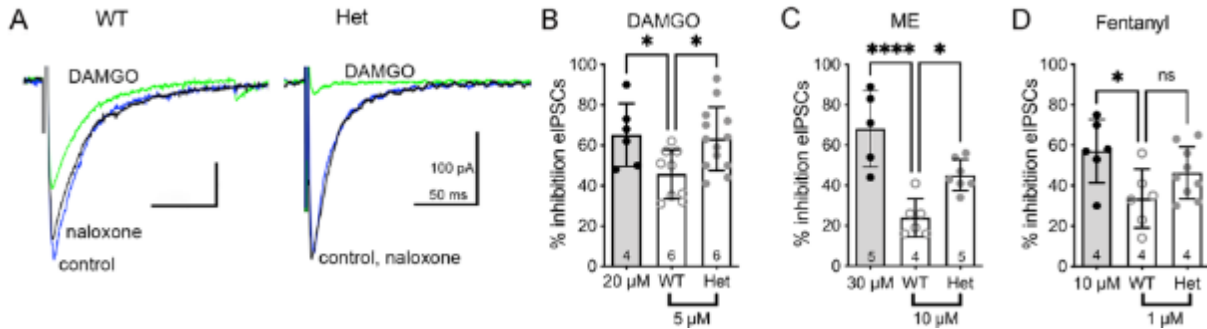 A
WT
Het
DAMGO
DAMGO
naloxone
control
control, naloxone
100 pA
50 ms
B
DAMGO
* *
% inhibitiion eIPSCs
100
80
60
40
20
0
4 6 6
20 µM WT Het
5 µM
C
ME
**** *
% inhibition eIPSCs
100
80
60
40
20
0
5 4 5
30 µM WT Het
10 µM
D
Fentanyl
* ns
% inhibition eIPSCs
100
80
60
40
20
0
4 4 4
10 µM WT Het
1 µM